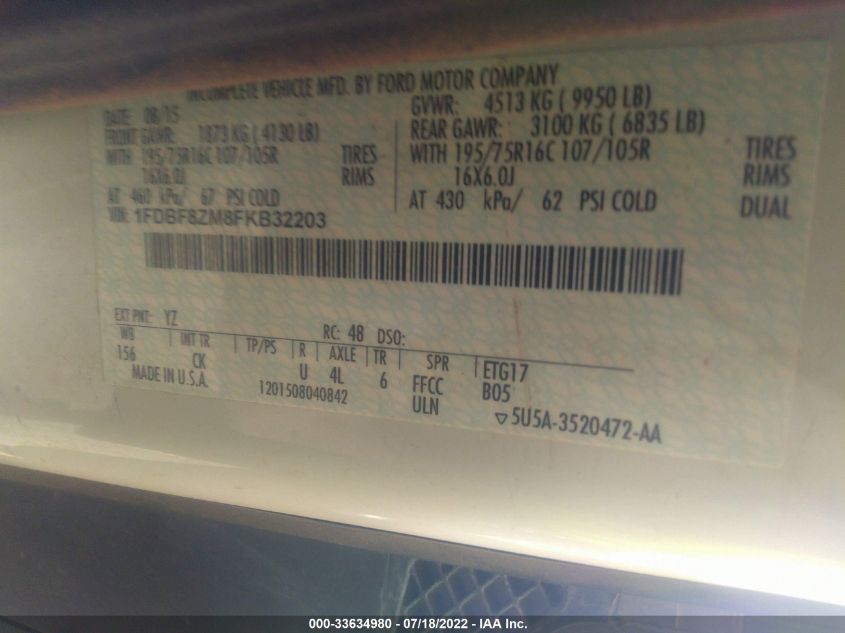 INCOMPLETE VEHICLE MFD. BY FORD MOTOR COMPANY
DATE 08/15 GVWR: 4513 KG ( 9950 LB)
FRONT GAWR: 1873 KG ( 4130 LB) REAR GAWR: 3100 KG ( 6835 LB)
WITH 195/75R16C 107/105R TIRES WITH 195/75R16C 107/105R TIRES
16X6.0J RIMS 16X6.0J RIMS
AT 460 kPa/ 67 PSI COLD AT 430 kPa/ 62 PSI COLD DUAL
VIN: 1FDBF8ZM8FKB32203
EXT PNT: YZ RC: 48 DSO:
WB INT TR TP/PS R AXLE TR SPR ETG17
156 CK U 4L 6 FFCC B05
MADE IN U.S.A. 1201508040842 ULN ▽5U5A-3520472-AA
000-33634980 - 07/18/2022 - IAA Inc.